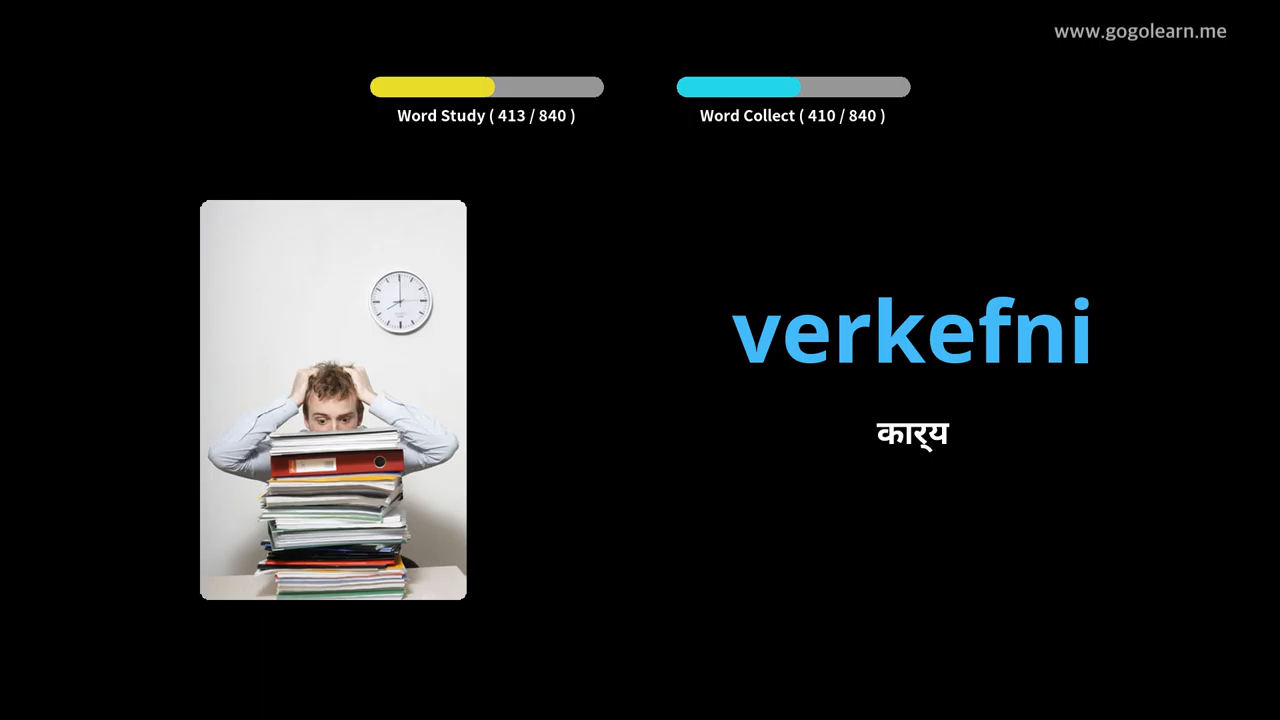 www.gogolearn.me
Word Study ( 413 / 840 )
Word Collect ( 410 / 840 )
verkefni
कार्य